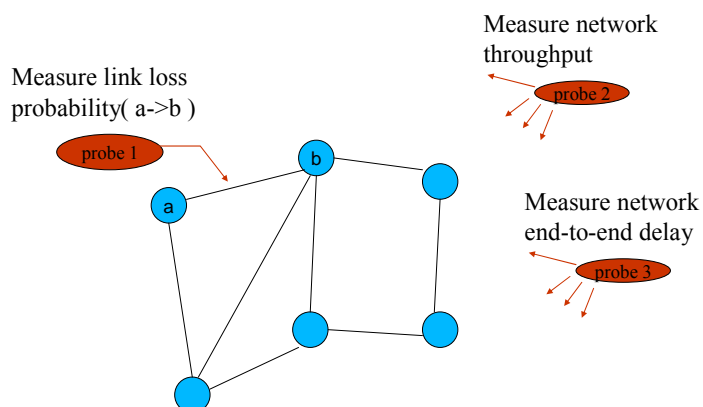 Measure network
throughput
probe 2
Measure link loss
probability( a->b )
probe 1
b
a
Measure network
end-to-end delay
probe 3